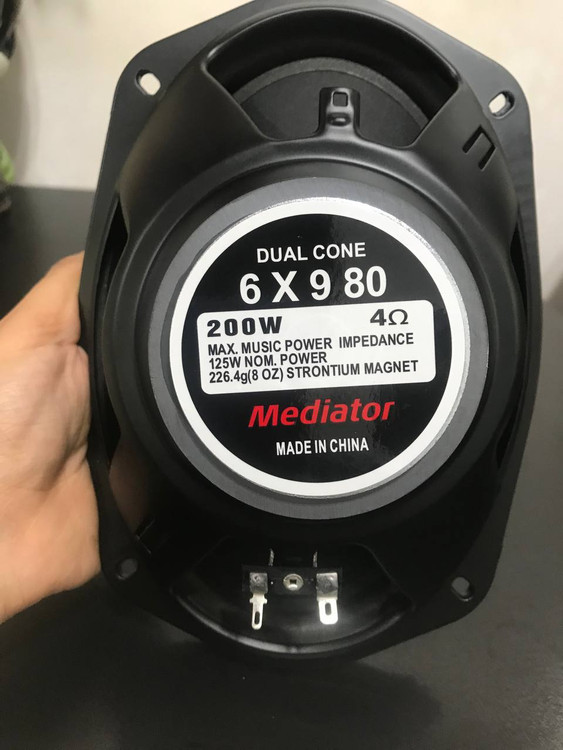 DUAL CONE
6 X 9 80
200W 4Ω
MAX. MUSIC POWER IMPEDANCE
125W NOM. POWER
226.4g(8 OZ) STRONTIUM MAGNET
Mediator
MADE IN CHINA